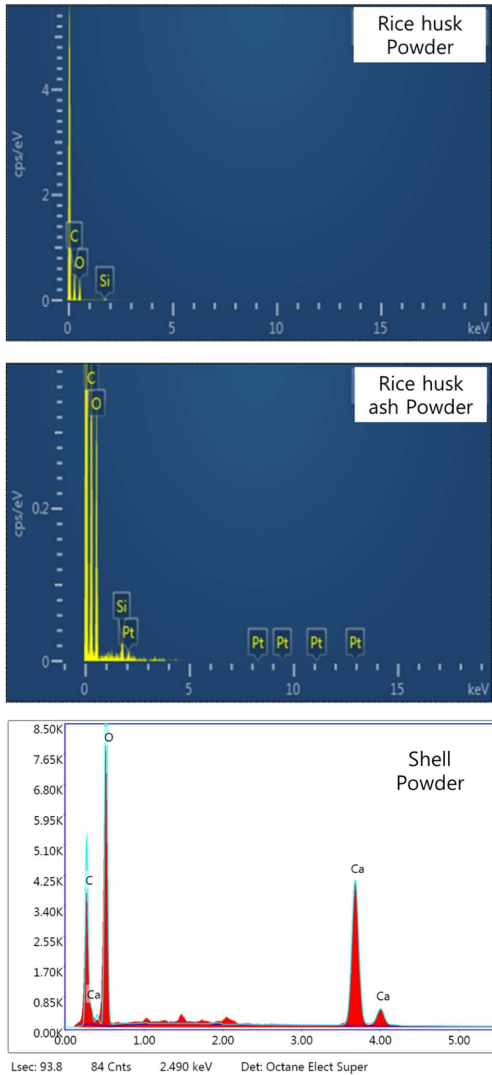 Rice husk
Powder
cps/eV
4
2
0
C
O
Si
0 5 10 15 keV
Rice husk
ash Powder
cps/eV
0.2
0
C
O
Si
Pt
Pt Pt Pt Pt
0 5 10 15 keV
Shell
Powder
8.50K
7.65K
6.80K
5.95K
5.10K
4.25K
3.40K
2.55K
1.70K
0.85K
0.00K
O
C
Ca
Ca
Ca
0.00 1.00 2.00 3.00 4.00 5.00
Lsec: 93.8 84 Cnts 2.490 keV Det: Octane Elect Super